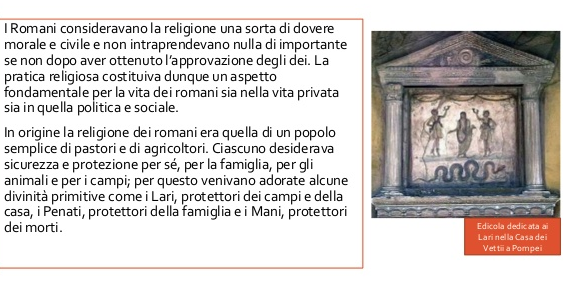 I Romani consideravano la religione una sorta di dovere
morale e civile e non intraprendevano nulla di importante
se non dopo aver ottenuto l'approvazione degli dei. La
pratica religiosa costituiva dunque un aspetto
fondamentale per la vita dei romani sia nella vita privata
sia in quella politica e sociale.
In origine la religione dei romani era quella di un popolo
semplice di pastori e di agricoltori. Ciascuno desiderava
sicurezza e protezione per sé, per la famiglia, per gli
animali e per i campi; per questo venivano adorate alcune
divinità primitive come i Lari, protettori dei campi e della
casa, i Penati, protettori della famiglia e i Mani, protettori
dei morti.
Edicola dedicata ai
Lari nella Casa dei
Vettii a Pompei